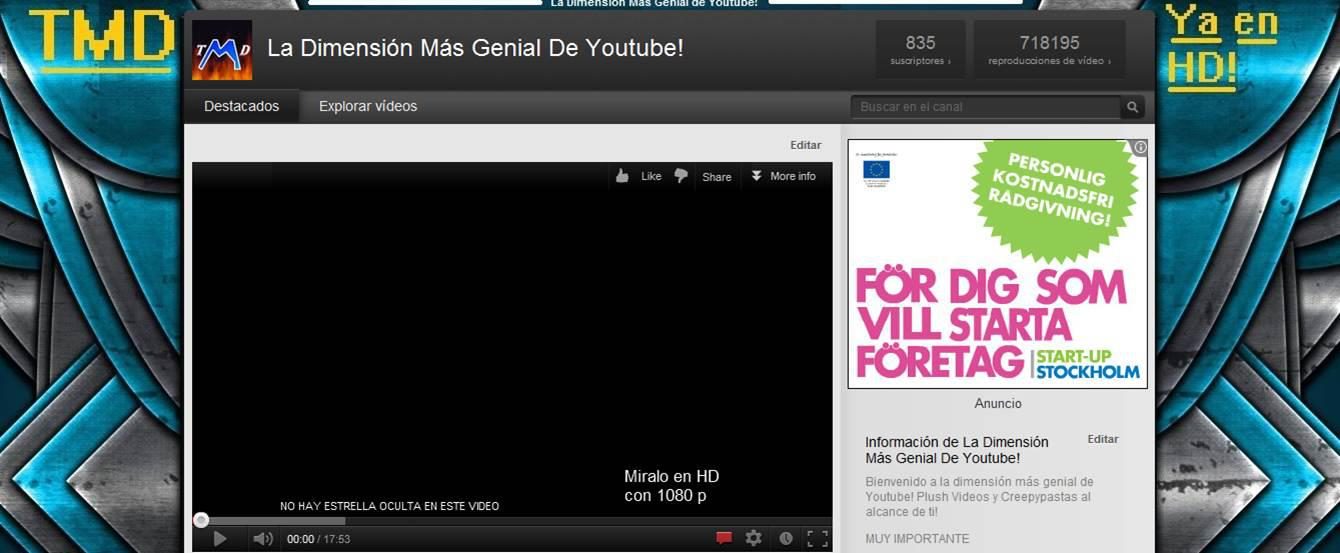 La Dimensión Más Genial de Youtube!
TMD
TMD
La Dimensión Más Genial De Youtube!
835
suscriptores ›
718195
reproducciones de vídeo ›
Ya en
HD!
Destacados
Explorar vídeos
Buscar en el canal
Editar
Like
Share
More info
Miralo en HD
con 1080 p
NO HAY ESTRELLA OCULTA EN ESTE VIDEO
00:00 / 17:53
PERSONLIG
KOSTNADSFRI
RÅDGIVNING!
FÖR DIG SOM
VILL STARTA
FÖRETAG
START-UP
STOCKHOLM
Anuncio
Información de La Dimensión
Más Genial De Youtube!
Editar
Bienvenido a la dimensión más genial de
Youtube! Plush Videos y Creepypastas al
alcance de ti!
MUY IMPORTANTE